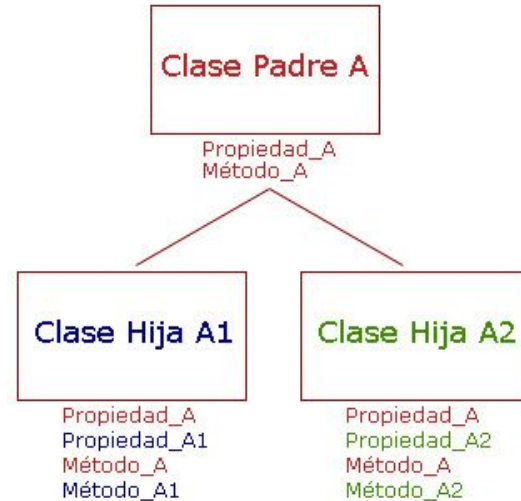 Clase Padre A
Propiedad_A
Método_A
Clase Hija A1
Propiedad_A
Propiedad_A1
Método_A
Método_A1
Clase Hija A2
Propiedad_A
Propiedad_A2
Método_A
Método_A2